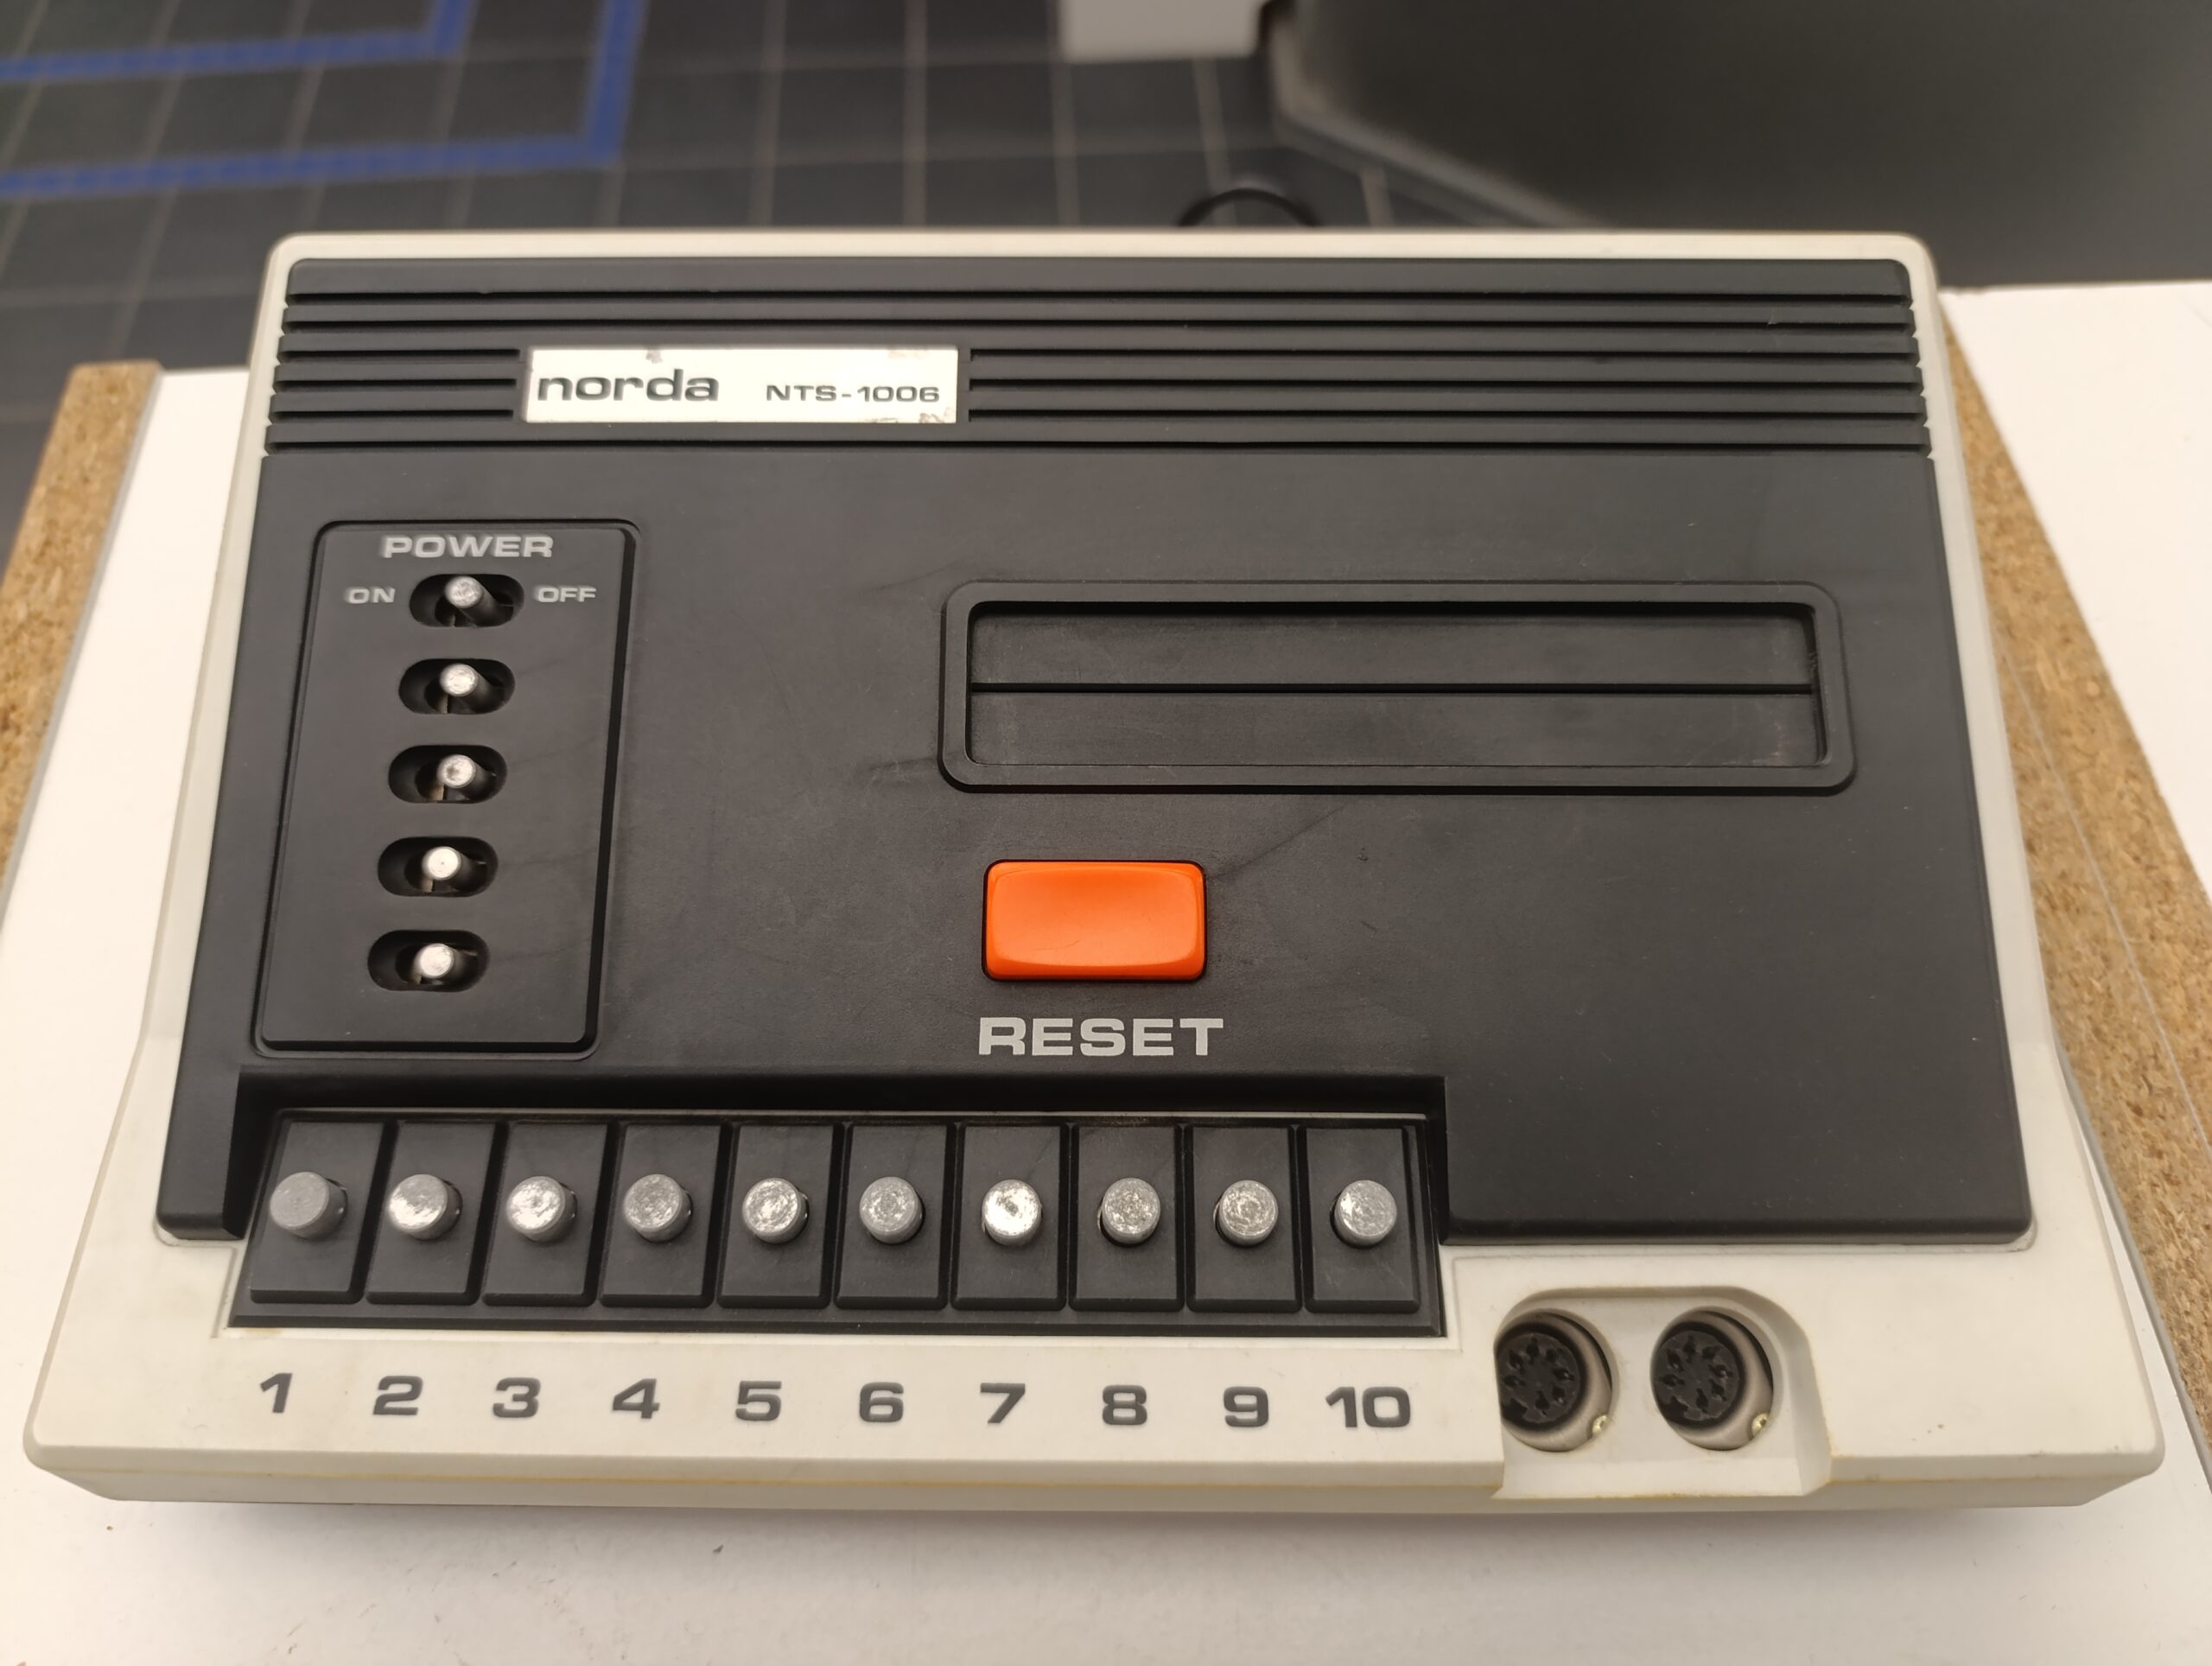 norda NTS-1006
POWER
ON OFF
RESET
1 2 3 4 5 6 7 8 9 10